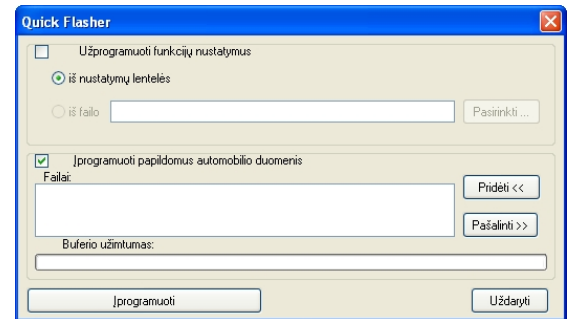 Quick Flasher
Užprogramuoti funkcijų nustatymus
iš nustatymų lentelės
iš failo
Pasirinkti ...
Įprogramuoti papildomus automobilio duomenis
Failai:
Pridėti <<
Pašalinti >>
Buferio užimtumas:
Įprogramuoti
Uždaryti